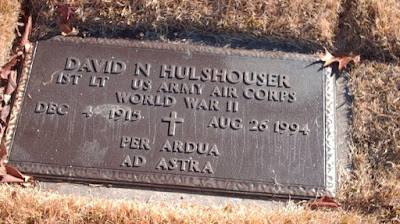 DAVID N HULSHOUSER
1ST LT US ARMY AIR CORPS
WORLD WAR II
DEC 4 1915 AUG 26 1994
PER ARDUA
AD ASTRA